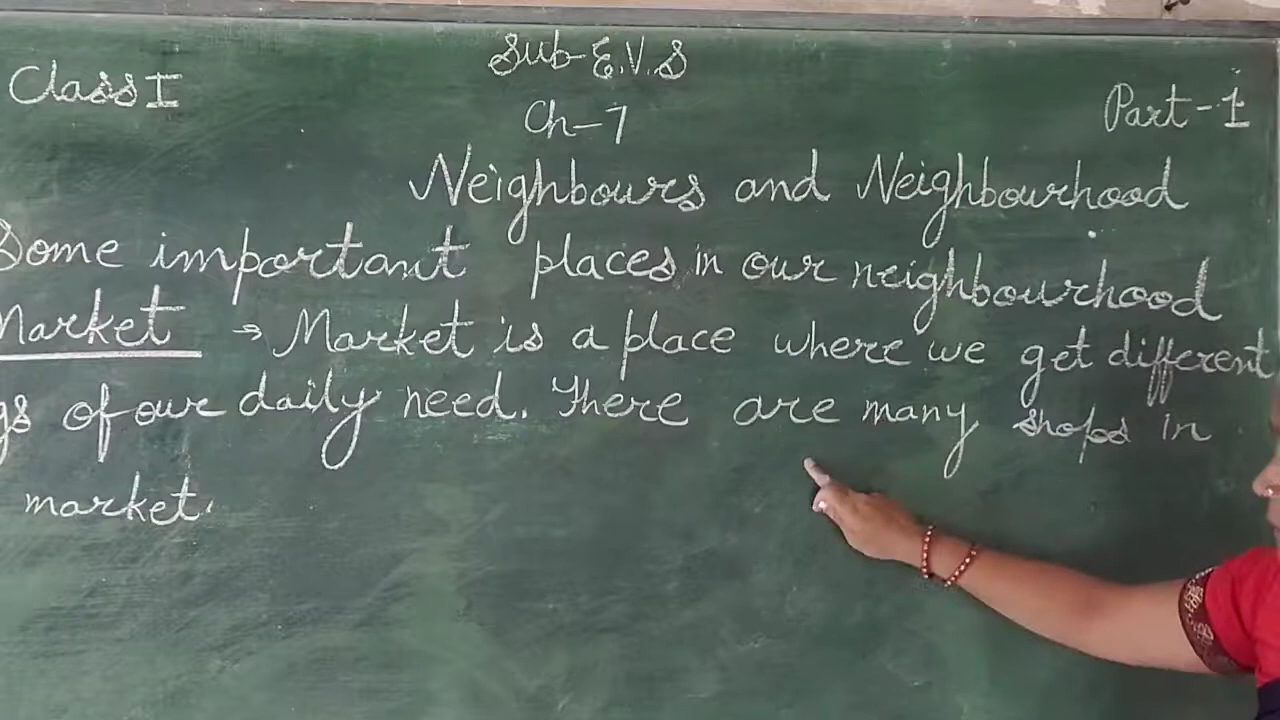 Sub-E.V.S
Class I
Ch-7
Part-1
Neighbours and Neighbourhood
Some important places in our neighbourhood
Market → Market is a place where we get different
gs of our daily need. There are many shops in
market.